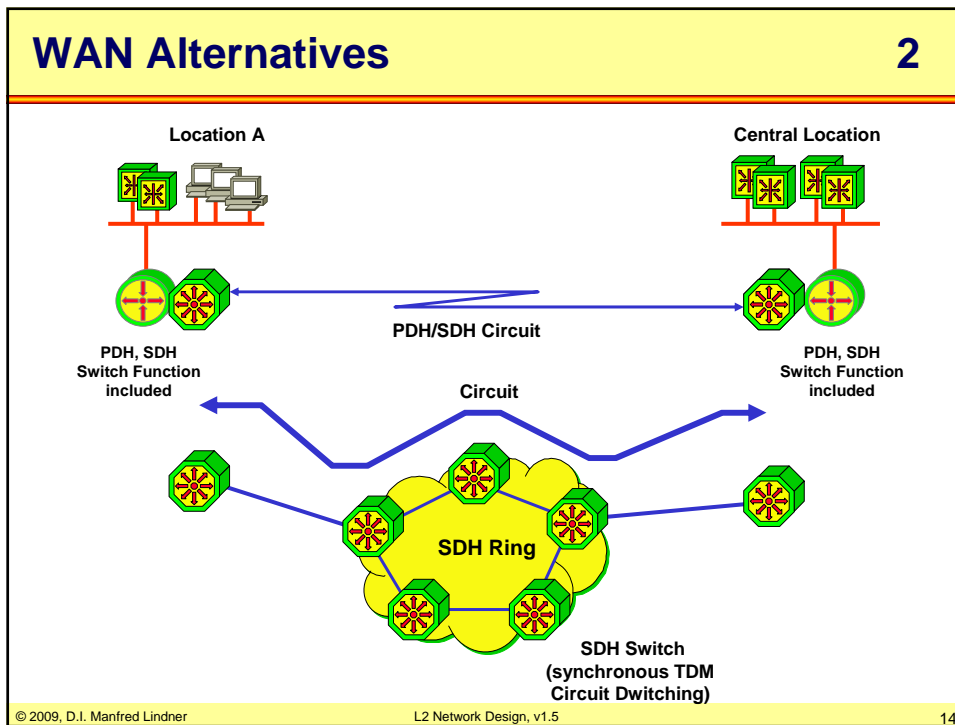 WAN Alternatives 2
Location A
Central Location
PDH/SDH Circuit
PDH, SDH
Switch Function
included
PDH, SDH
Switch Function
included
Circuit
SDH Ring
SDH Switch
(synchronous TDM
Circuit Dwitching)
© 2009, D.I. Manfred Lindner
L2 Network Design, v1.5
14